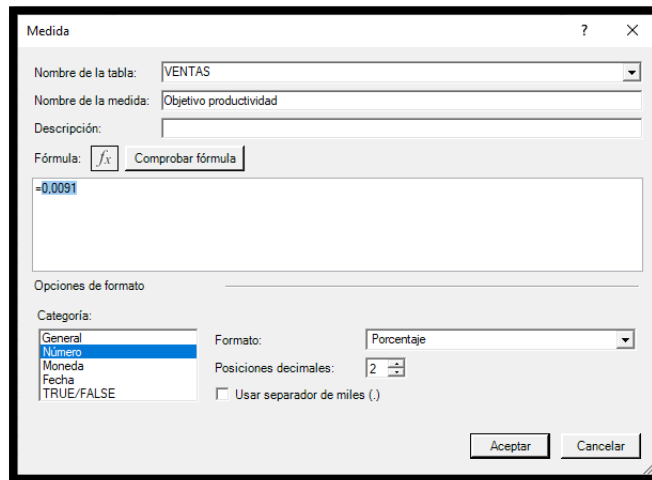 Medida ? ×
Nombre de la tabla: VENTAS
Nombre de la medida: Objetivo productividad
Descripción:
Fórmula: fx Comprobar fórmula
=0,0091
Opciones de formato
Categoría:
General
Número
Moneda
Fecha
TRUE/FALSE
Formato: Porcentaje
Posiciones decimales: 2
Usar separador de miles (.)
Aceptar Cancelar